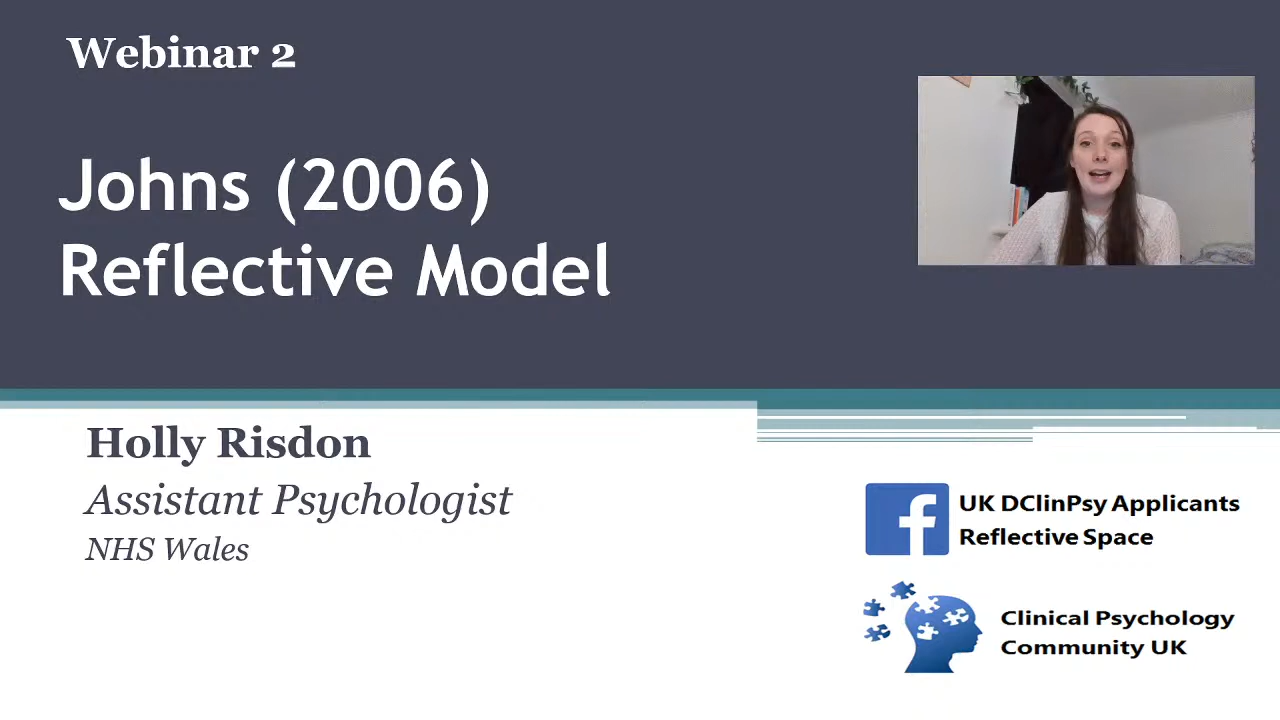 Webinar 2
Johns (2006)
Reflective Model
Holly Risdon
Assistant Psychologist
NHS Wales
UK DClinPsy Applicants
Reflective Space
Clinical Psychology
Community UK